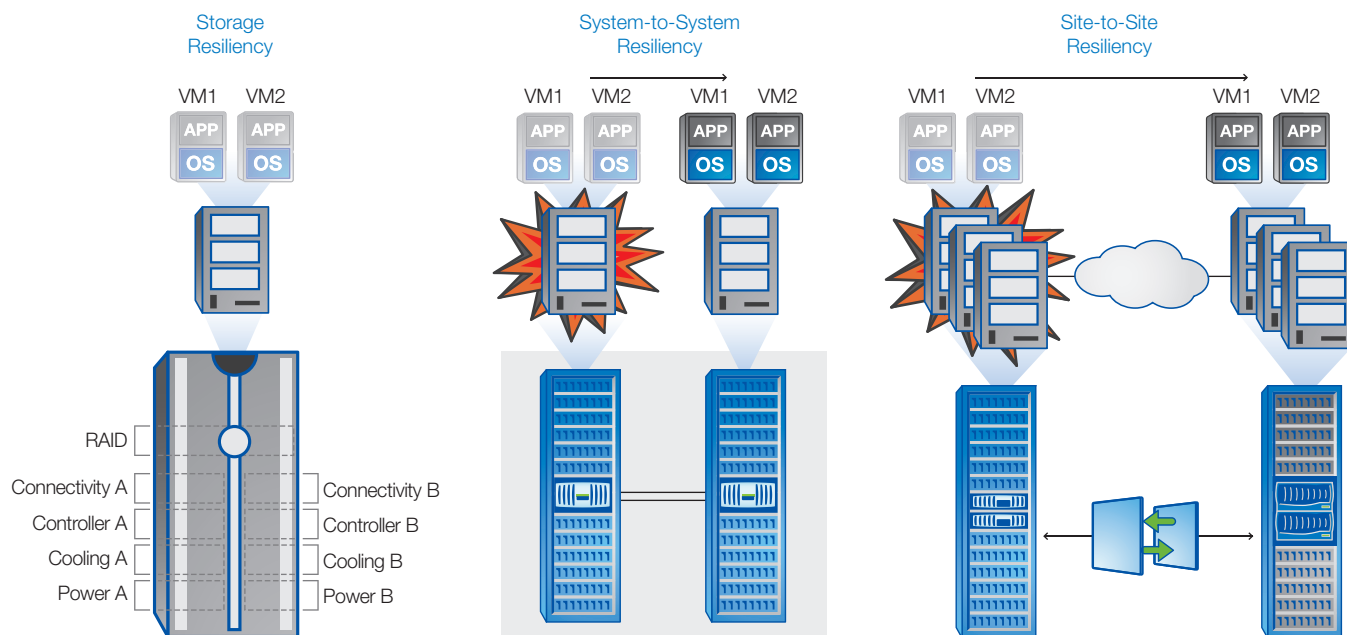 Storage
Resiliency
VM1 VM2
APP APP
OS OS
RAID
Connectivity A
Controller A
Cooling A
Power A
Connectivity B
Controller B
Cooling B
Power B
System-to-System
Resiliency
VM1 VM2 VM1 VM2
APP APP APP APP
OS OS OS OS
Site-to-Site
Resiliency
VM1 VM2 VM1 VM2
APP APP APP APP
OS OS OS OS